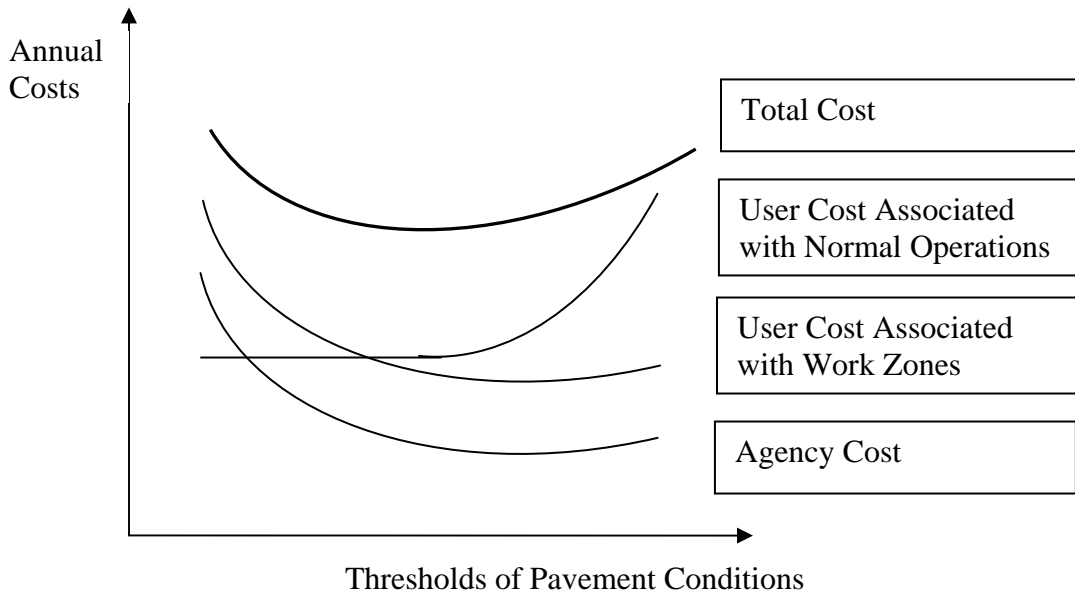 Annual
Costs
Total Cost
User Cost Associated
with Normal Operations
User Cost Associated
with Work Zones
Agency Cost
Thresholds of Pavement Conditions